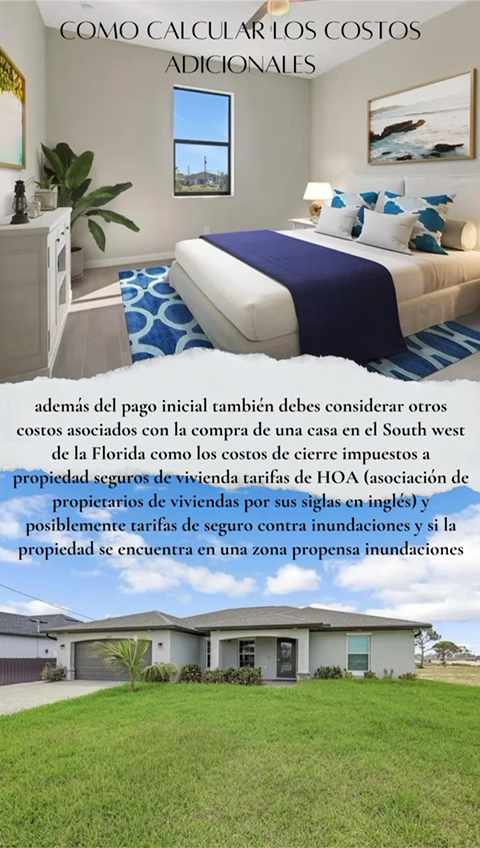 COMO CALCULAR LOS COSTOS
ADICIONALES
además del pago inicial también debes considerar otros
costos asociados con la compra de una casa en el South west
de la Florida como los costos de cierre impuestos a
propiedad seguros de vivienda tarifas de HOA (asociación de
propietarios de viviendas por sus siglas en inglés) y
posiblemente tarifas de seguro contra inundaciones y si la
propiedad se encuentra en una zona propensa inundaciones